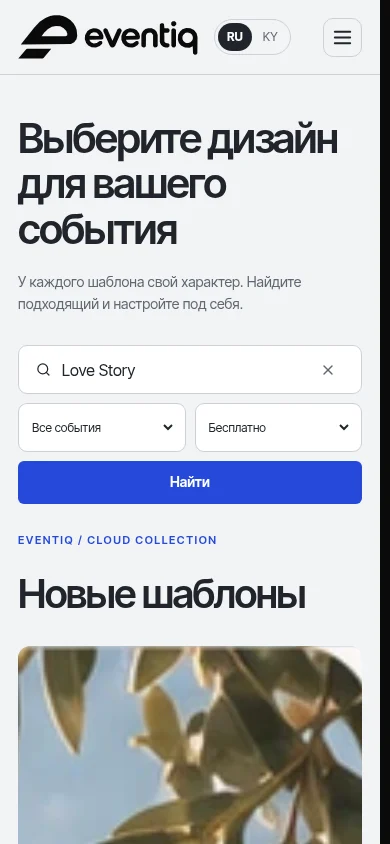 eventiq
RU KY
Выберите дизайн
для вашего
события
У каждого шаблона свой характер. Найдите
подходящий и настройте под себя.
Love Story
Все события
Бесплатно
Найти
EVENTIQ / CLOUD COLLECTION
Новые шаблоны